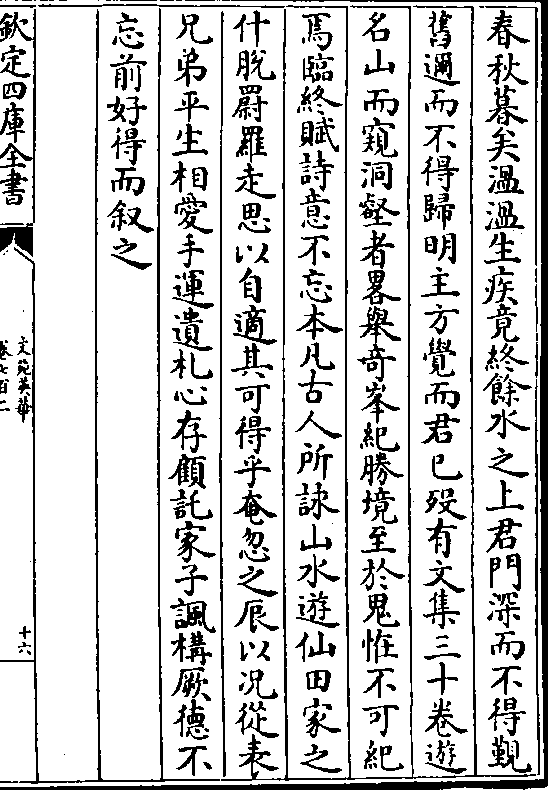 春秋暮矣溫溫生疾竟終餘水之上君門深而不得覲
舊邇而不得歸明主方覺而君已歿有文集三十卷遊
名山而窺洞壑者畧舉奇峯紀勝境至於鬼恠不可紀
焉臨終賦詩意不忘本凡古人所詠山水遊仙田家之
什脫罻羅走思以自適其可得乎奄忽之辰以况從表
兄弟平生相愛手運遺札心存顧託家子諷構厥德不
忘前好得而叙之
欽定四庫全書
文苑英華
卷七百二
十六